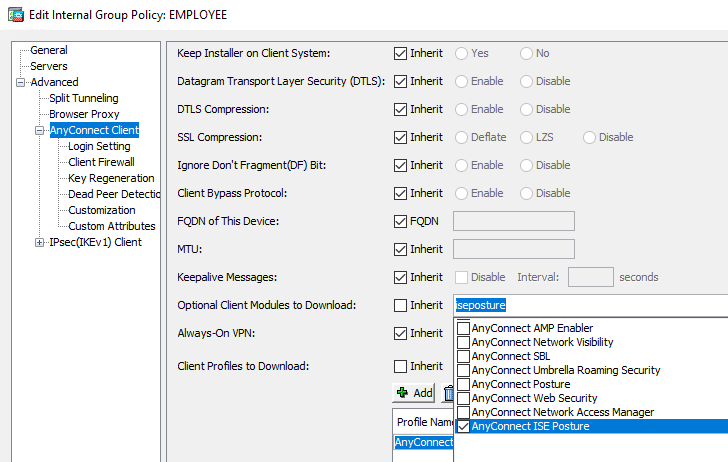 Edit Internal Group Policy: EMPLOYEE
General
Servers
Advanced
Split Tunneling
Browser Proxy
AnyConnect Client
Login Setting
Client Firewall
Key Regeneration
Dead Peer Detectio
Customization
Custom Attributes
IPsec(IKEv1) Client
Keep Installer on Client System: Inherit Yes No
Datagram Transport Layer Security (DTLS): Inherit Enable Disable
DTLS Compression: Inherit Enable Disable
SSL Compression: Inherit Deflate LZS Disable
Ignore Don't Fragment(DF) Bit: Inherit Enable Disable
Client Bypass Protocol: Inherit Enable Disable
FQDN of This Device: FQDN
MTU: Inherit
Keepalive Messages: Inherit Disable Interval: seconds
Optional Client Modules to Download: Inherit iseposture
Always-On VPN: Inherit
Client Profiles to Download: Inherit
AnyConnect AMP Enabler
AnyConnect Network Visibility
AnyConnect SBL
AnyConnect Umbrella Roaming Security
AnyConnect Posture
AnyConnect Web Security
AnyConnect Network Access Manager
AnyConnect ISE Posture
Add
Profile Name
AnyConnect